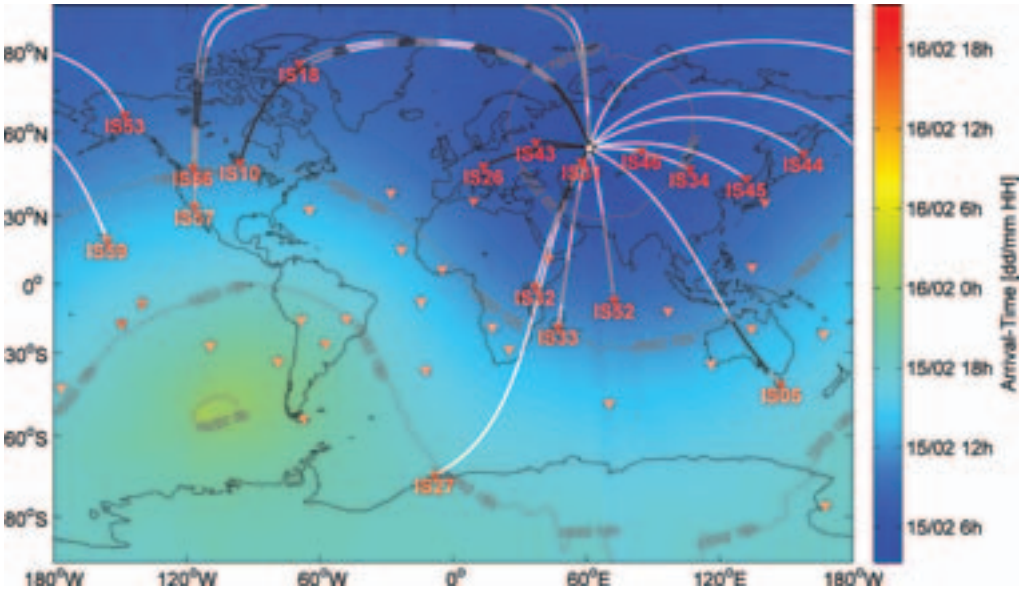 80°N
60°N
30°N
0°
30°S
60°S
80°S
180°W
120°W
60°W
0°
60°E
120°E
180°W
IS18
IS53
IS56
IS10
IS57
IS59
IS43
IS26
IS31
IS46
IS34
IS45
IS44
IS32
IS33
IS52
IS05
IS27
16/02 18h
16/02 12h
16/02 6h
16/02 0h
15/02 18h
15/02 12h
15/02 6h
Arrival-Time [dd/mm HH]